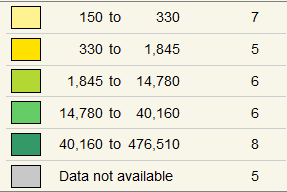 150 to 330 7
330 to 1,845 5
1,845 to 14,780 6
14,780 to 40,160 6
40,160 to 476,510 8
Data not available 5